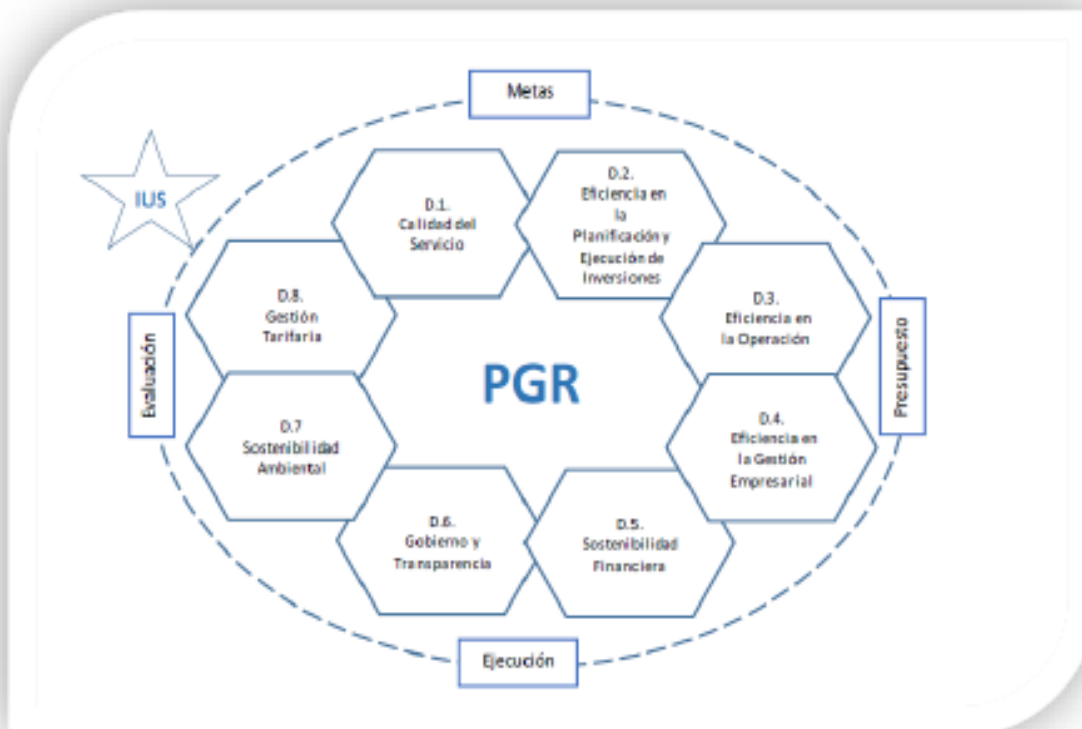 Metas
IUS
D.1.
Calidad del
Servicio
D.2.
Eficiencia en
la
Planificación y
Ejecución de
Inversiones
D.8.
Gestión
Tarifaria
D.3.
Eficiencia en
la Operación
Evaluación
PGR
Presupuesto
D.7
Sostenibilidad
Ambiental
D.4.
Eficiencia en
la Gestión
Empresarial
D.6.
Gobierno y
Transparencia
D.5.
Sostenibilidad
Financiera
Ejecución